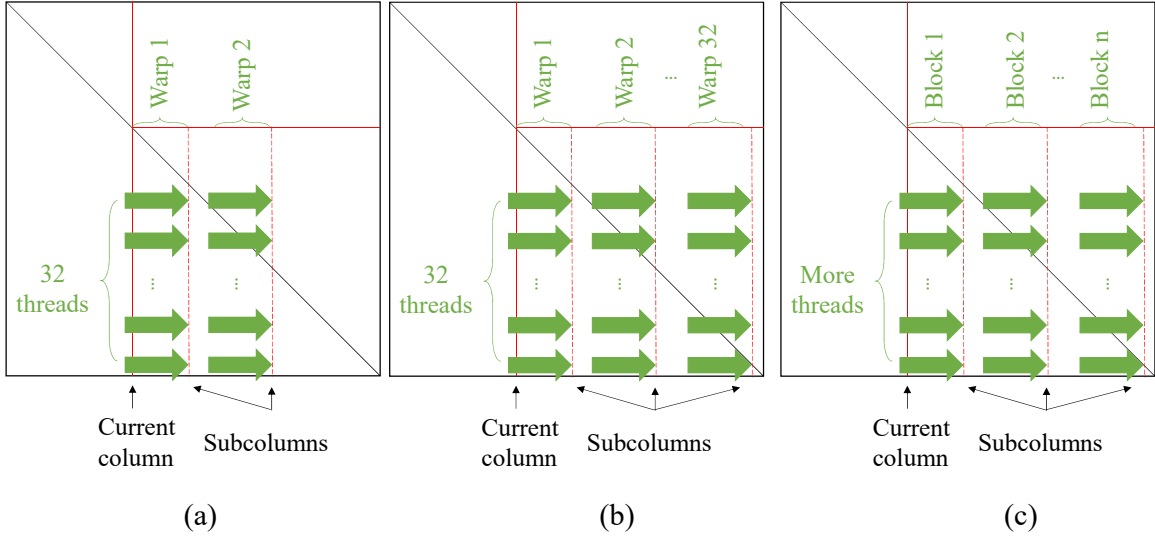 Warp 1
Warp 2
32
threads
...
...
Current
column
Subcolumns
(a)
Warp 1
Warp 2
...
Warp 32
32
threads
...
...
...
Current
column
Subcolumns
(b)
Block 1
Block 2
...
Block n
More
threads
...
...
...
Current
column
Subcolumns
(c)